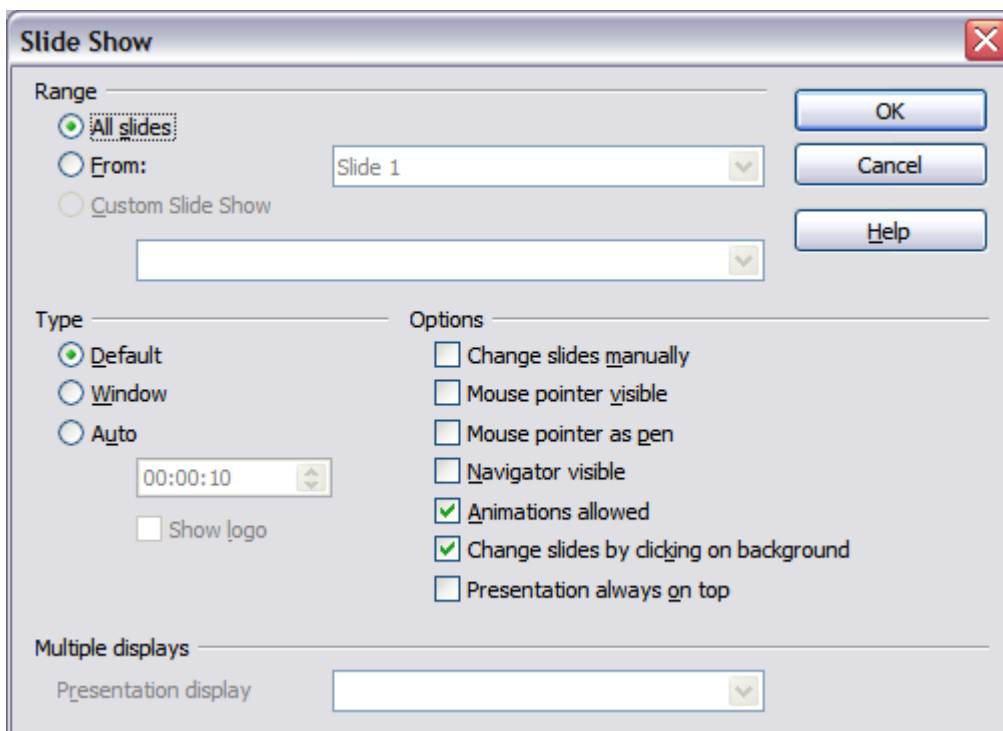 Slide Show
Range
All slides
From:
Slide 1
Custom Slide Show
OK
Cancel
Help
Type
Default
Window
Auto
00:00:10
Show logo
Options
Change slides manually
Mouse pointer visible
Mouse pointer as pen
Navigator visible
Animations allowed
Change slides by clicking on background
Presentation always on top
Multiple displays
Presentation display